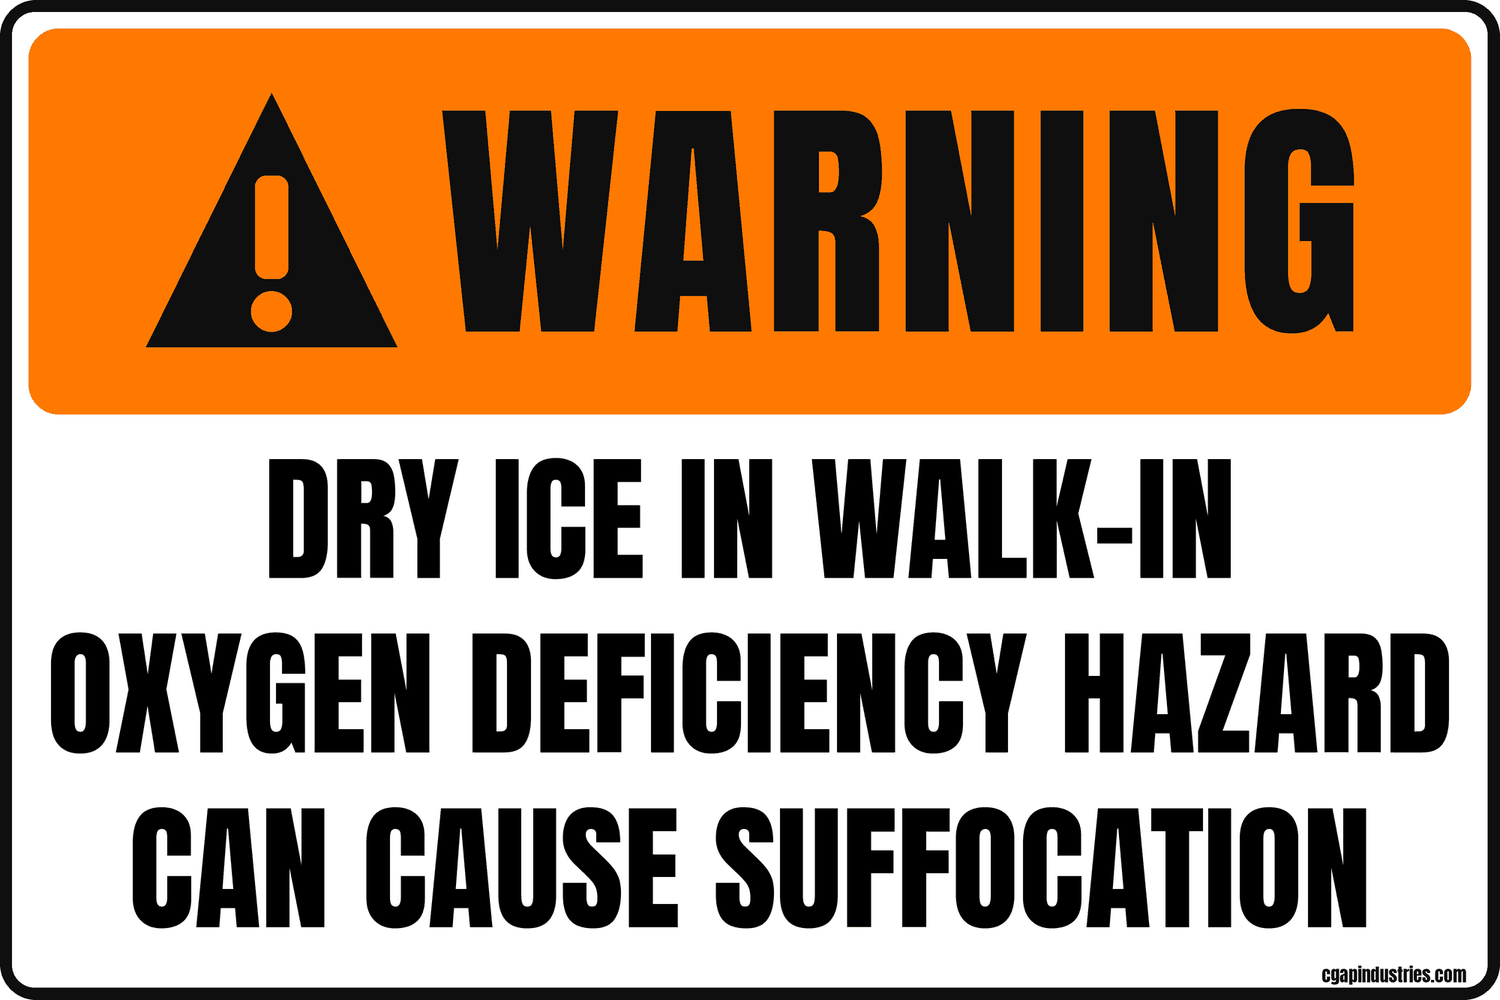 WARNING
DRY ICE IN WALK-IN
OXYGEN DEFICIENCY HAZARD
CAN CAUSE SUFFOCATION
cgapindustries.com